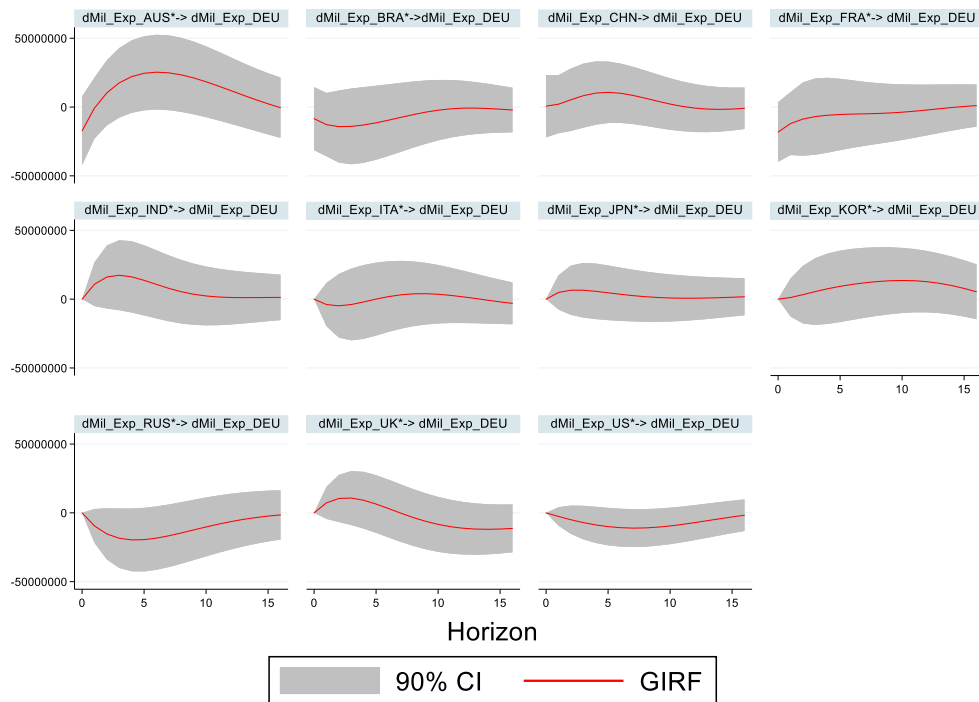 dMil_Exp_AUS*-> dMil_Exp_DEU
dMil_Exp_BRA*->dMil_Exp_DEU
dMil_Exp_CHN-> dMil_Exp_DEU
dMil_Exp_FRA*-> dMil_Exp_DEU
50000000
0
-50000000
dMil_Exp_IND*-> dMil_Exp_DEU
dMil_Exp_ITA*-> dMil_Exp_DEU
dMil_Exp_JPN*-> dMil_Exp_DEU
dMil_Exp_KOR*-> dMil_Exp_DEU
50000000
0
-50000000
0 5 10 15
dMil_Exp_RUS*-> dMil_Exp_DEU
dMil_Exp_UK*-> dMil_Exp_DEU
dMil_Exp_US*-> dMil_Exp_DEU
50000000
0
-50000000
0 5 10 15
0 5 10 15
0 5 10 15
Horizon
90% CI
GIRF